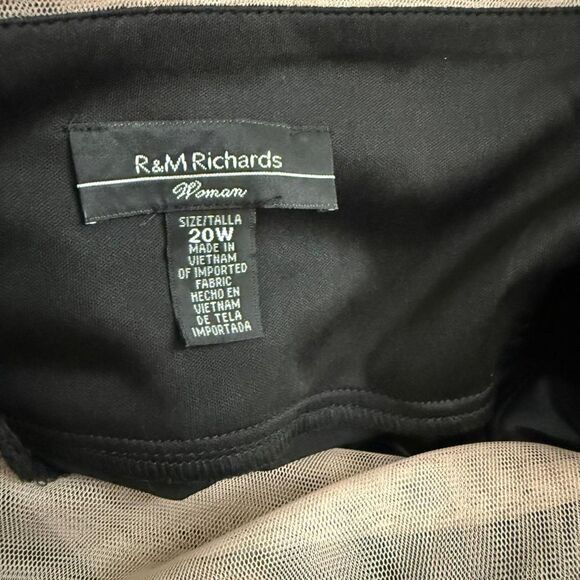 R&M Richards
Woman
SIZE/TALLA
20W
MADE IN
VIETNAM
OF IMPORTED
FABRIC
HECHO EN
VIETNAM
DE TELA
IMPORTADA